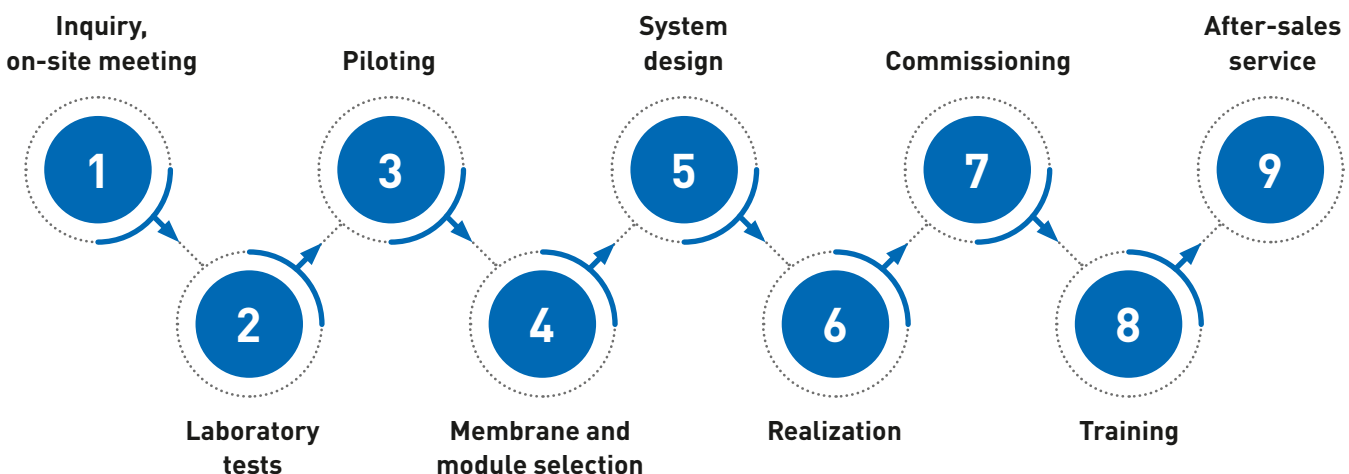 Inquiry,
on-site meeting
Piloting
System
design
Commissioning
After-sales
service
1
3
5
7
9
2
4
6
8
Laboratory
tests
Membrane and
module selection
Realization
Training